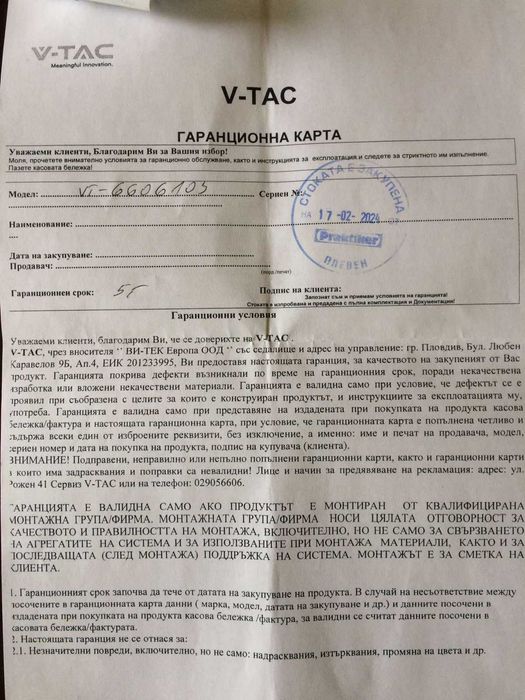 V-TAC
Meaningful Innovation.
V-TAC
ГАРАНЦИОННА КАРТА
Уважаеми клиенти, Благодарим Ви за Вашия избор!
Моля, прочетете внимателно условията за гаранционно обслужване, както и инструкцията за експлоатация и следете за стриктното им изпълнение.
Пазете касовата бележка!
Модел: VT-6606103 Сериен №:
СТОКАТА Е ЗАКУПЕНА
НА 17-02-2024 ОТ
Praktiker
ПЛЕВЕН
Наименование:
Дата на закупуване:
Продавач:
(подп./печат)
Гаранционен срок: 5г Подпис на клиента:
Запознат съм и приемам условията на гаранцията!
Стоката е изпробвана и предадена с пълна комплектация и Документация!
Гаранционни условия
Уважаеми клиенти, благодарим Ви, че се доверихте на V-TAC .
V-TAC, чрез вносителя " ВИ-ТЕК Европа ООД " със седалище и адрес на управление: гр. Пловдив, Бул. Любен
Каравелов 9Б, Ап.4, ЕИК 201233995, Ви предоставя настоящата гаранция, за качеството на закупеният от Вас
продукт. Гаранцията покрива дефекти възникнали по време на гаранционния срок, поради некачествена
изработка или вложени некачествени материали. Гаранцията е валидна само при условие, че дефектът се е
проявил при съобразена с целите за които е конструиран продуктът, и инструкциите за експлоатацията му,
употреба. Гаранцията е валидна само при представяне на издадената при покупката на продукта касова
бележка/фактура и настоящата гаранционна карта, при условие, че гаранционната карта е попълнена четливо и
съдържа всеки един от изброените реквизити, без изключение, а именно: име и печат на продавача, модел,
сериен номер и дата на покупка на продукта, подпис на купувача (клиента).
ВНИМАНИЕ! Подправени, неправилно или непълно попълнени гаранционни карти, както и гаранционни карти
в които има задрасквания и поправки са невалидни! Лице и начин за предявяване на рекламация: адрес: ул.
Рожен 41 Сервиз V-TAC или на телефон: 029056606.
ГАРАНЦИЯТА Е ВАЛИДНА САМО АКО ПРОДУКТЪТ Е МОНТИРАН ОТ КВАЛИФИЦИРАНА
МОНТАЖНА ГРУПА/ФИРМА. МОНТАЖНАТА ГРУПА/ФИРМА НОСИ ЦЯЛАТА ОТГОВОРНОСТ ЗА
КАЧЕСТВОТО И ПРАВИЛНОСТТА НА МОНТАЖА, ВКЛЮЧИТЕЛНО, НО НЕ САМО ЗА СВЪРЗВАНЕТО
НА АГРЕГАТИТЕ НА СИСТЕМА И ЗА ИЗПОЛЗВАНИТЕ ПРИ МОНТАЖА МАТЕРИАЛИ, КАКТО И ЗА
ПОСЛЕДВАЩАТА (СЛЕД МОНТАЖА) ПОДДРЪЖКА НА СИСТЕМА. МОНТАЖЪТ Е ЗА СМЕТКА НА
КЛИЕНТА.
1. Гаранционният срок започва да тече от датата на закупуване на продукта. В случай на несъответствие между
посочените в гаранционната карта данни ( марка, модел, датата на закупуване и др.) и данните посочени в
издадената при покупката на продукта касова бележка /фактура, за валидни се считат данните посочени в
касовата бележка/фактурата.
2. Настоящата гаранция не се отнася за:
2.1. Незначителни повреди, включително, но не само: надрасквания, изтърквания, промяна на цвета и др.